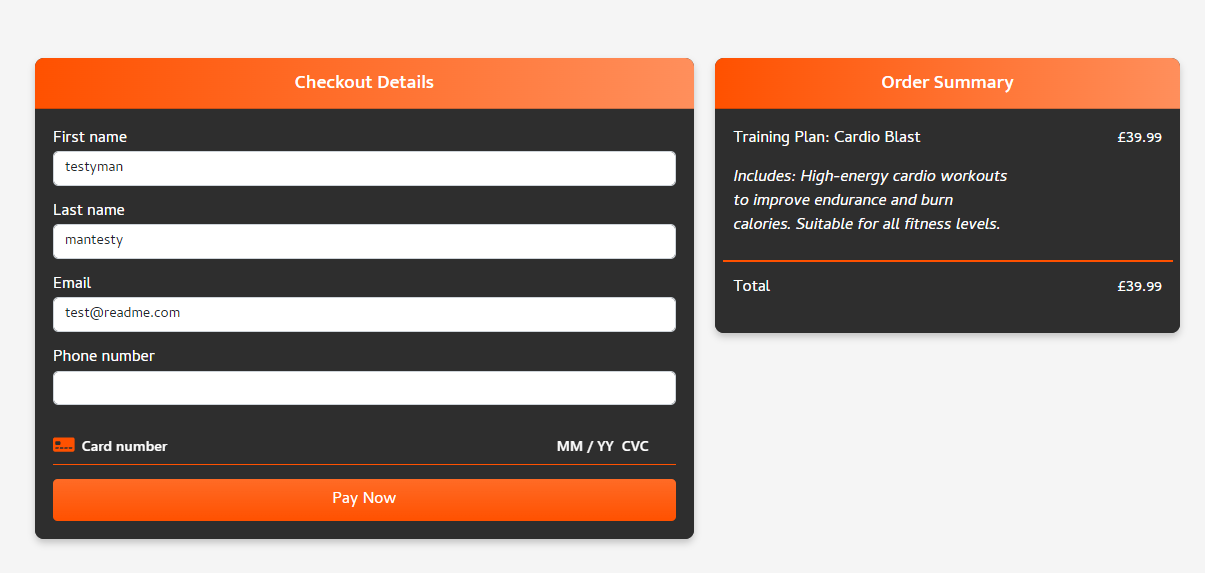 Checkout Details
First name
testyman
Last name
mantesty
Email
test@readme.com
Phone number
Card number MM / YY CVC
Pay Now
Order Summary
Training Plan: Cardio Blast £39.99
Includes: High-energy cardio workouts
to improve endurance and burn
calories. Suitable for all fitness levels.
Total £39.99